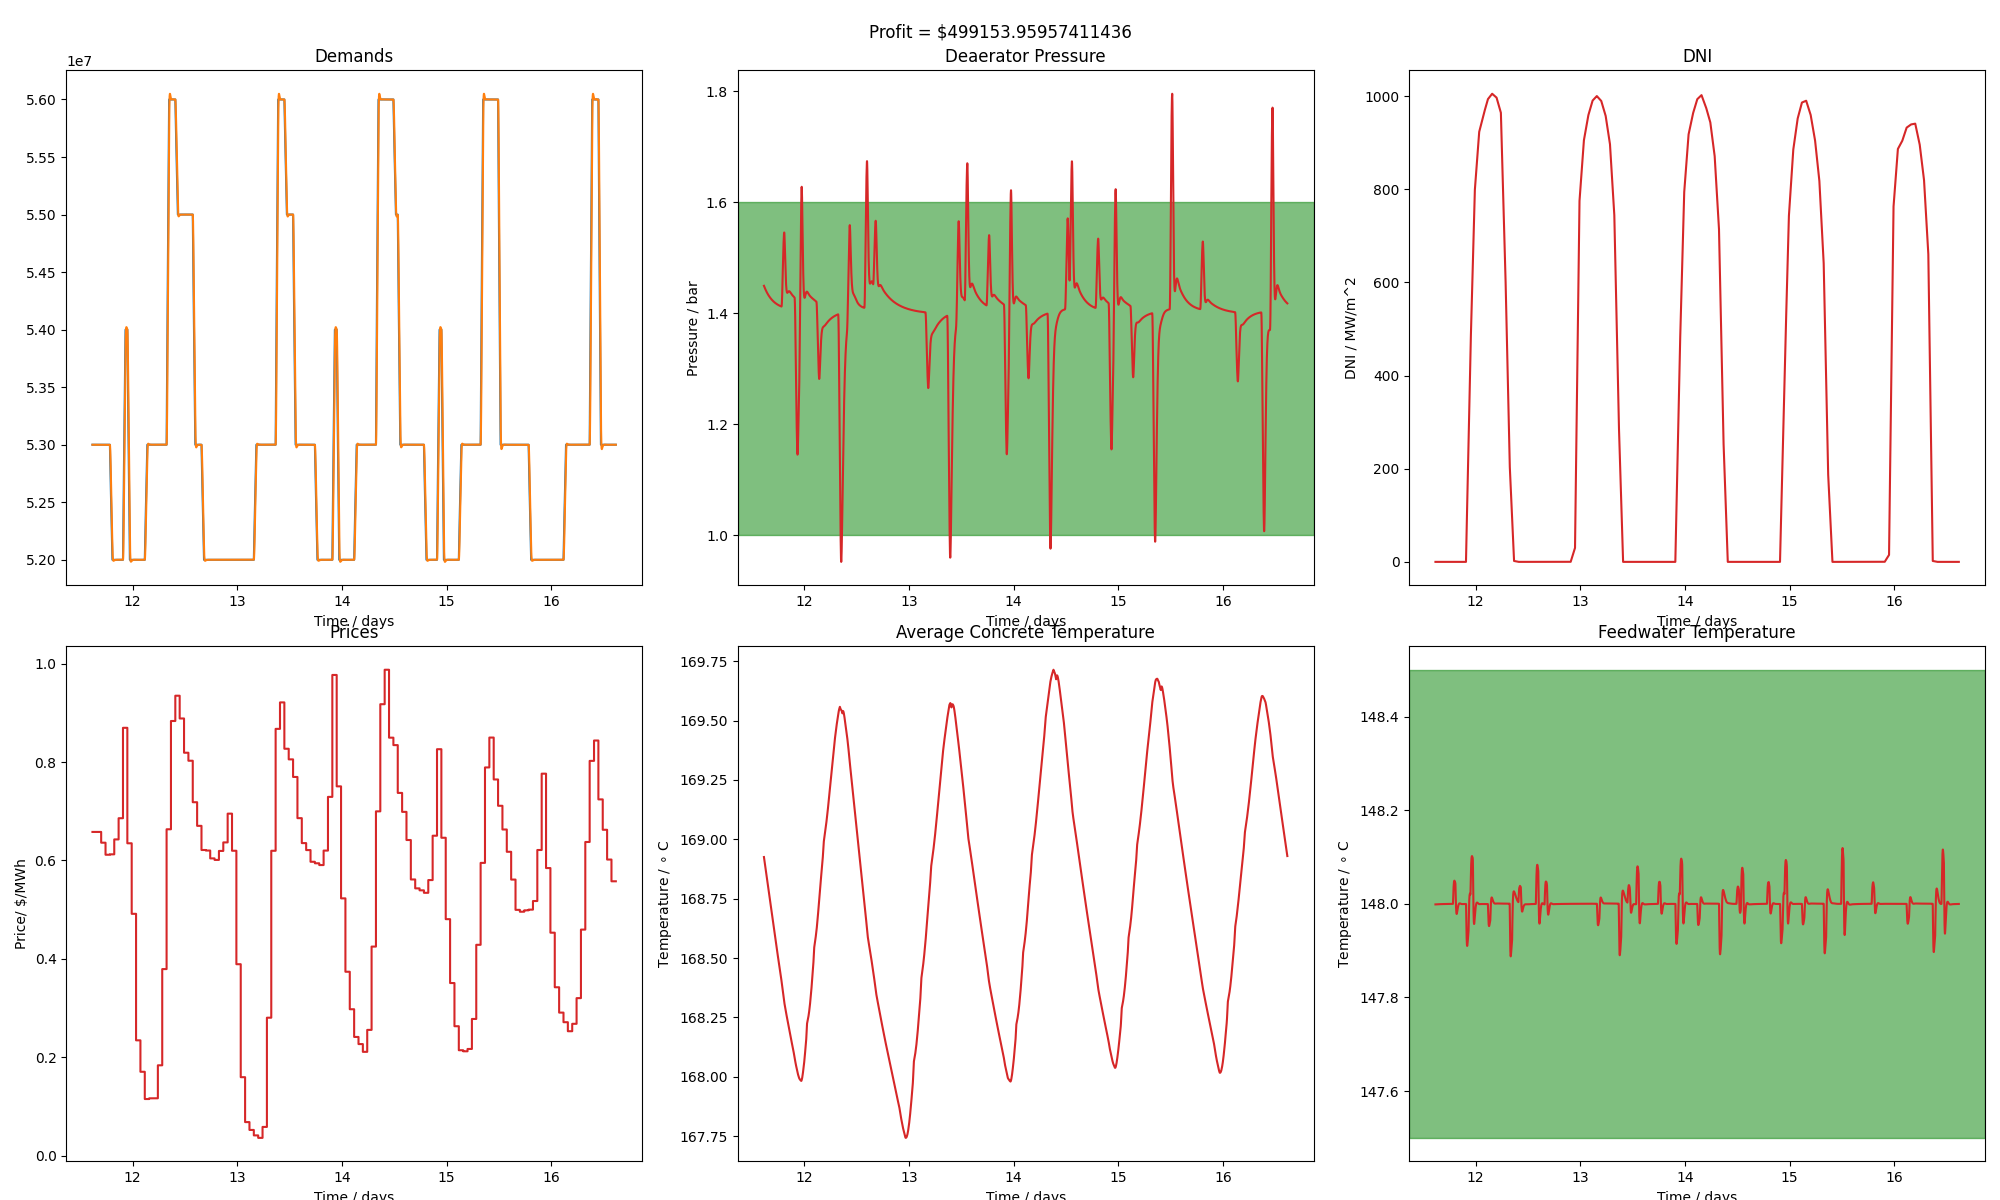 Profit = $499153.95957411436
Demands
1e7
5.60
5.55
5.50
5.45
5.40
5.35
5.30
5.25
5.20
12 13 14 15 16
Time / days
Deaerator Pressure
Pressure / bar
1.8
1.6
1.4
1.2
1.0
12 13 14 15 16
Time / days
DNI
DNI / MW/m^2
1000
800
600
400
200
0
12 13 14 15 16
Time / days
Prices
Price/ $/MWh
1.0
0.8
0.6
0.4
0.2
0.0
12 13 14 15 16
Time / days
Average Concrete Temperature
Temperature / ∘ C
169.75
169.50
169.25
169.00
168.75
168.50
168.25
168.00
167.75
12 13 14 15 16
Time / days
Feedwater Temperature
Temperature / ∘ C
148.4
148.2
148.0
147.8
147.6
12 13 14 15 16
Time / days